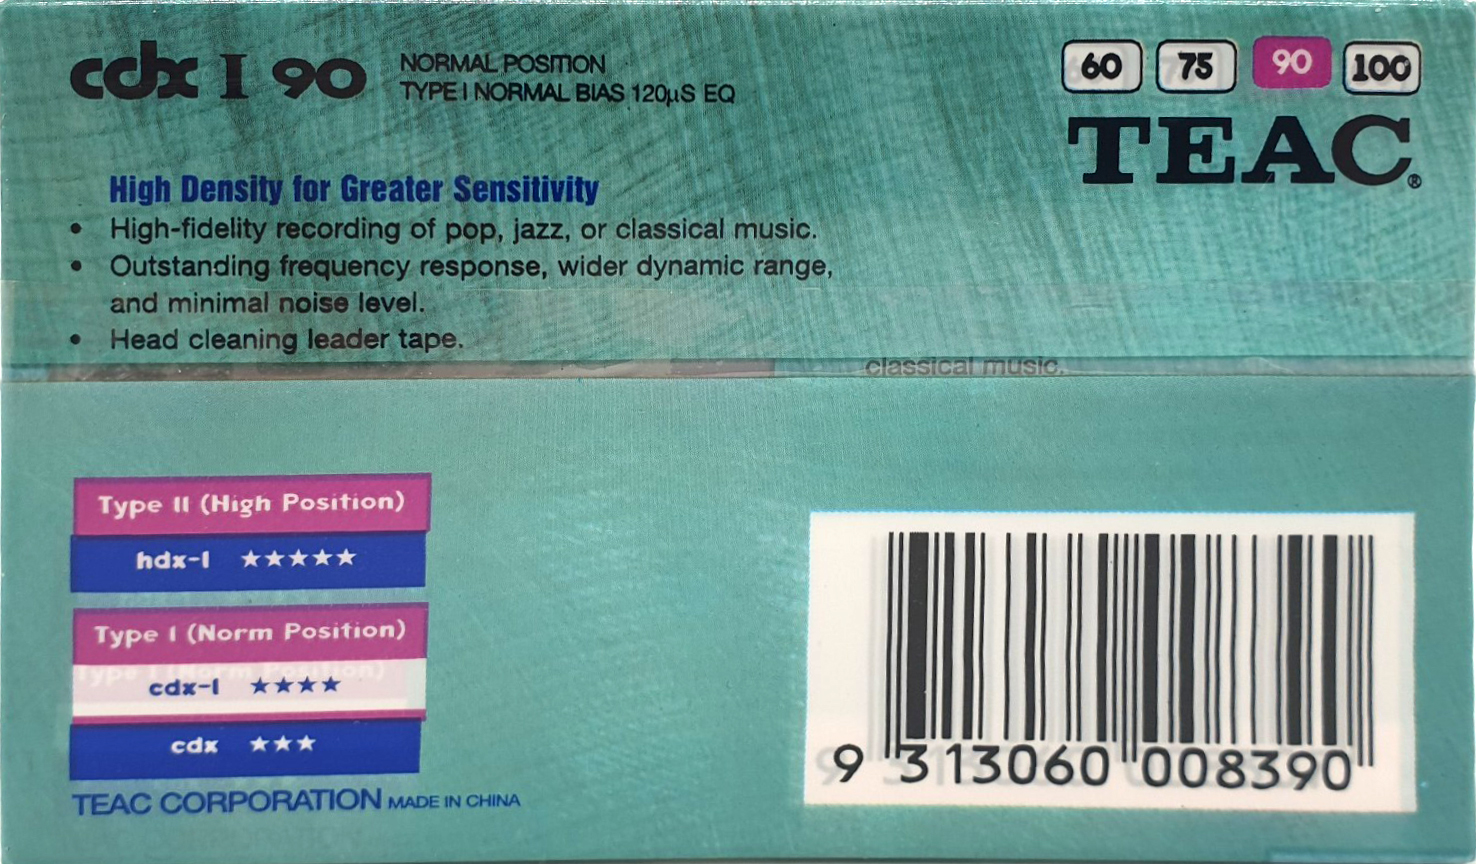 cdx I 90
NORMAL POSITION
TYPE I NORMAL BIAS 120µS EQ
60 75 90 100
TEAC®
High Density for Greater Sensitivity
• High-fidelity recording of pop, jazz, or classical music.
• Outstanding frequency response, wider dynamic range,
and minimal noise level.
• Head cleaning leader tape.
classical music.
Type II (High Position)
hdx-I ★★★★★
Type I (Norm Position)
Type I (Norm Position)
cdx-I ★★★★
cdx ★★★
TEAC CORPORATION MADE IN CHINA
9 313060 008390